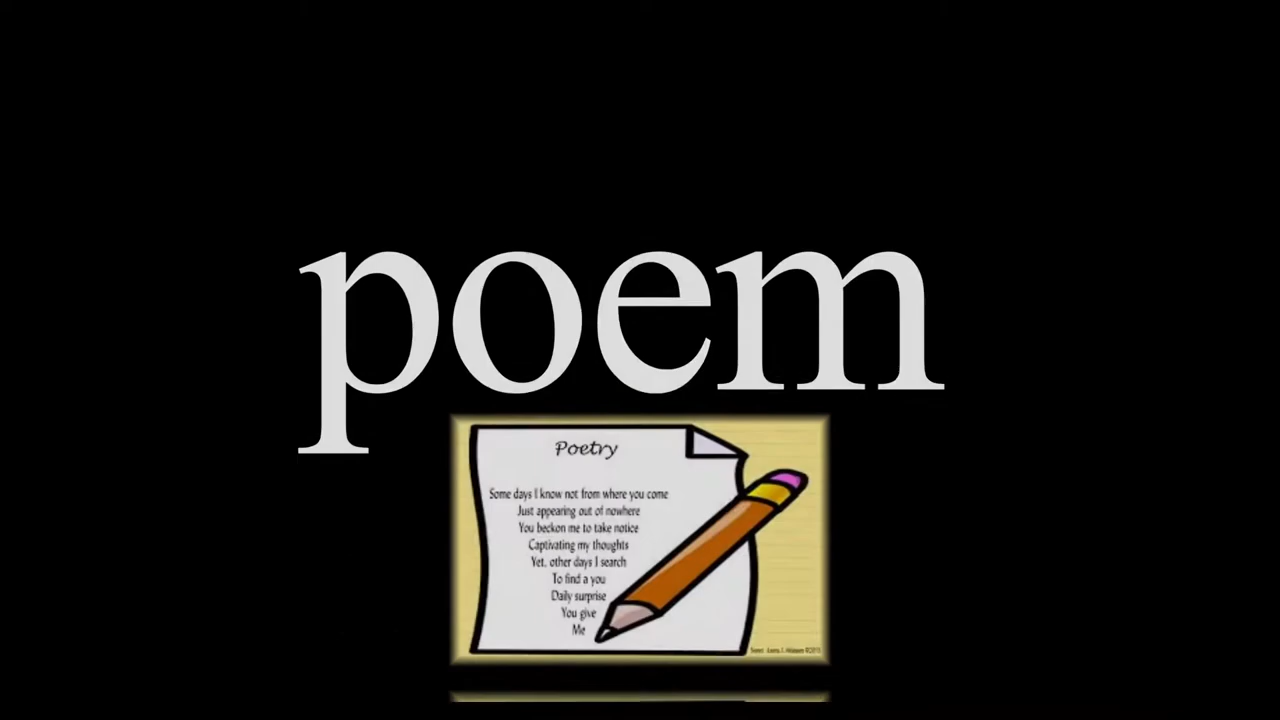 poem
Poetry
Some days I know not from where you come
Just appearing out of nowhere
You beckon me to take notice
Captivating my thoughts
Yet, other days I search
To find a you
Daily surprise
You give
Me
©2015